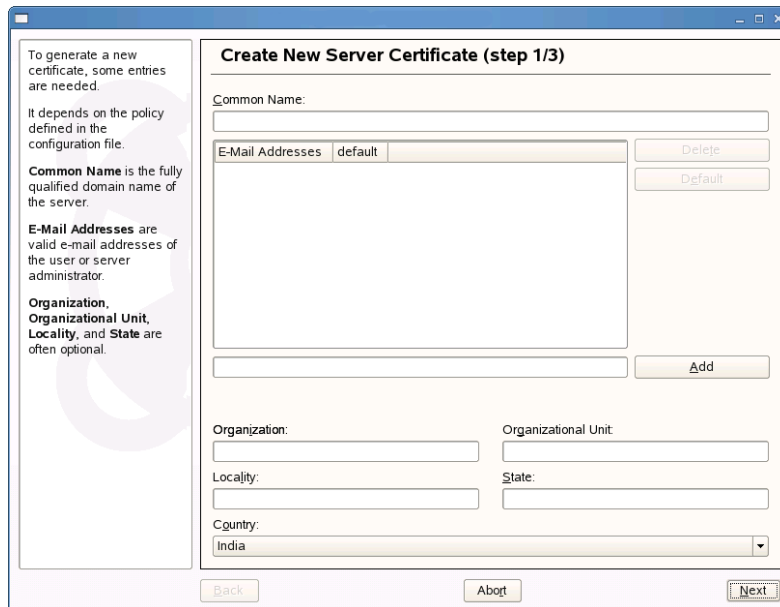 To generate a new
certificate, some entries
are needed.
It depends on the policy
defined in the
configuration file.
Common Name is the fully
qualified domain name of
the server.
E-Mail Addresses are
valid e-mail addresses of
the user or server
administrator.
Organization,
Organizational Unit,
Locality, and State are
often optional.
Create New Server Certificate (step 1/3)
Common Name:
E-Mail Addresses default
Delete
Default
Add
Organization:
Organizational Unit:
Locality:
State:
Country:
India
Back
Abort
Next